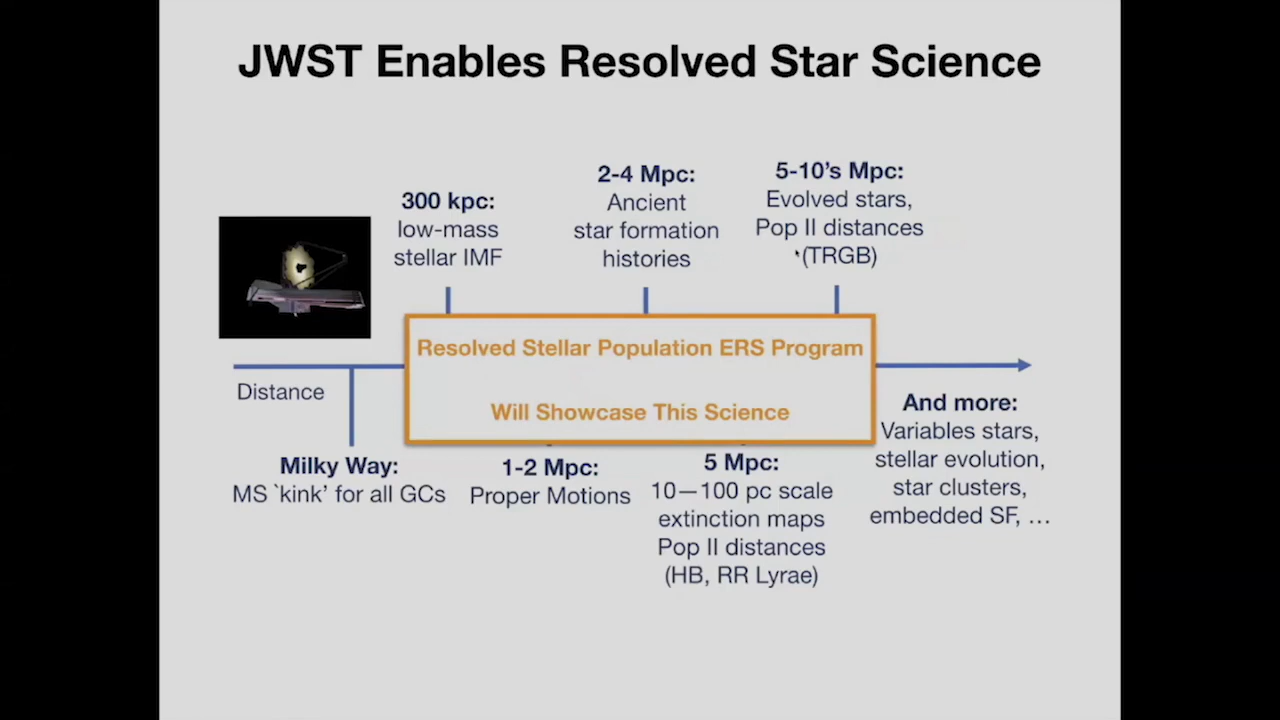 JWST Enables Resolved Star Science
300 kpc:
low-mass
stellar IMF
2-4 Mpc:
Ancient
star formation
histories
5-10's Mpc:
Evolved stars,
Pop II distances
(TRGB)
Resolved Stellar Population ERS Program
Will Showcase This Science
Distance
Milky Way:
MS `kink' for all GCs
1-2 Mpc:
Proper Motions
5 Mpc:
10—100 pc scale
extinction maps
Pop II distances
(HB, RR Lyrae)
And more:
Variables stars,
stellar evolution,
star clusters,
embedded SF, …